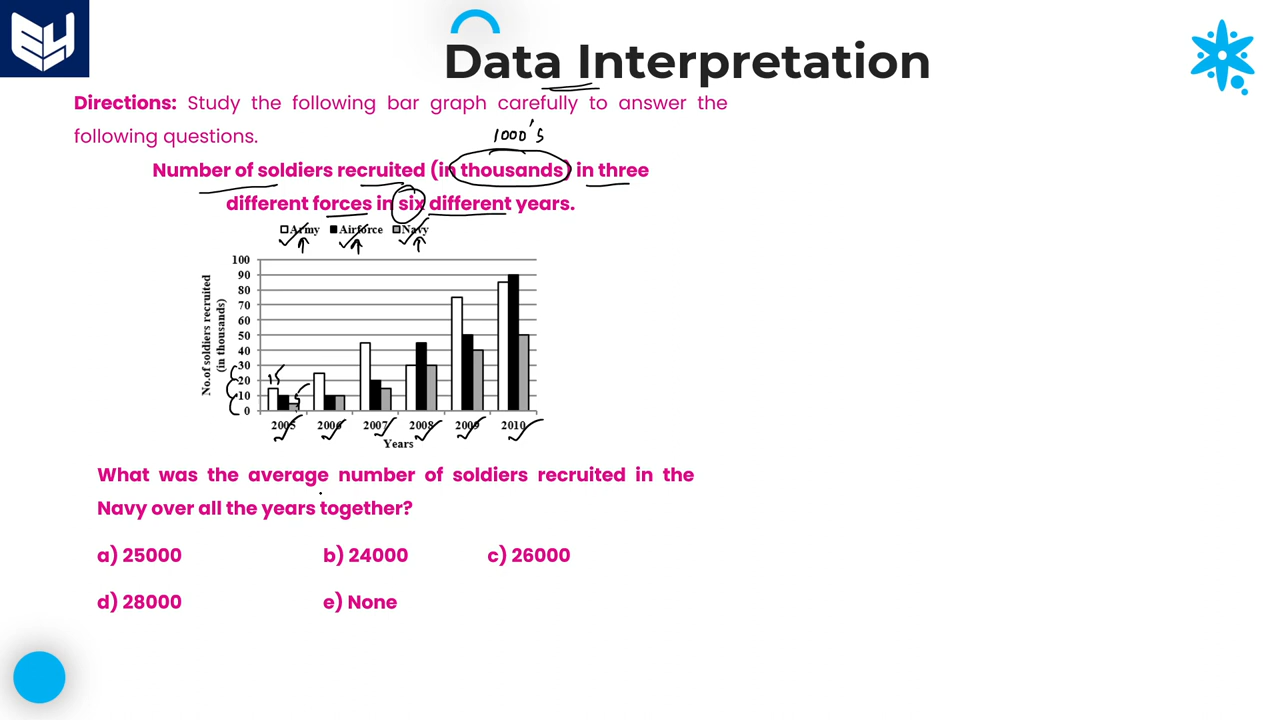 Data Interpretation
Directions: Study the following bar graph carefully to answer the
following questions.
1000's
Number of soldiers recruited (in thousands) in three
different forces in six different years.
Army Airforce Navy
No.of soldiers recruited
(in thousands)
100
90
80
70
60
50
40
30
20
10
0
15
5
2005 2006 2007 2008 2009 2010
Years
What was the average number of soldiers recruited in the
Navy over all the years together?
a) 25000 b) 24000 c) 26000
d) 28000 e) None